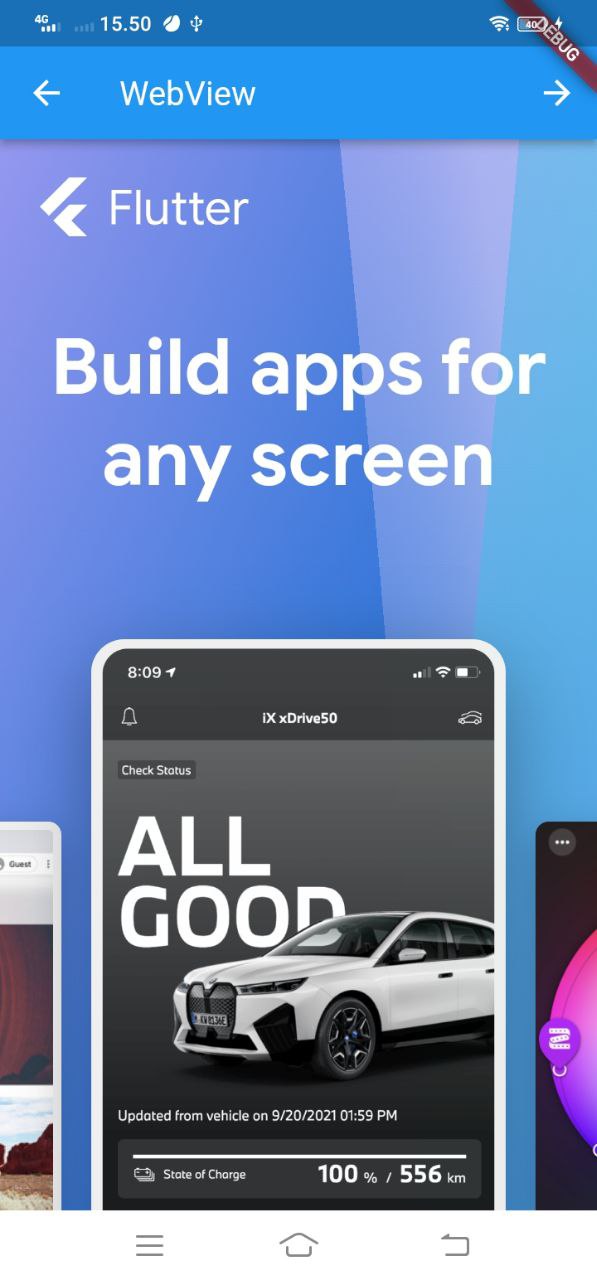 4G 15.50 40
DEBUG
WebView
Flutter
Build apps for
any screen
8:09
iX xDrive50
Check Status
ALL
GOOD
Guest
M·KW8136E
Updated from vehicle on 9/20/2021 01:59 PM
State of Charge 100 % / 556 km